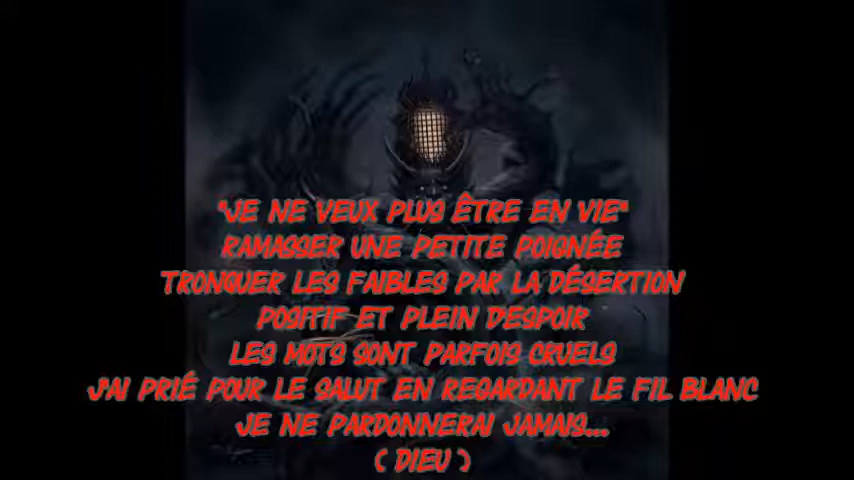 "JE NE VEUX PLUS ÊTRE EN VIE"
RAMASSER UNE PETITE POIGNÉE
TRONQUER LES FAIBLES PAR LA DÉSERTION
POSITIF ET PLEIN D'ESPOIR
LES MOTS SONT PARFOIS CRUELS
J'AI PRIÉ POUR LE SALUT EN REGARDANT LE FIL BLANC
JE NE PARDONNERAI JAMAIS...
( DIEU )